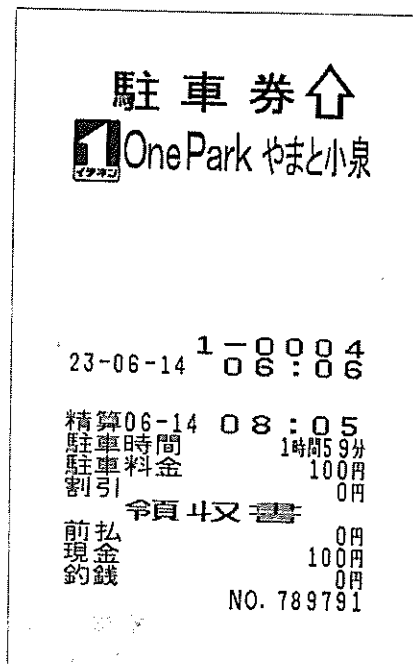 駐車券⇧
1 イチネン OnePark やまと小泉
1-0004
23-06-14 06:06
精算06-14 08:05
駐車時間 1時間59分
駐車料金 100円
割引 0円
領収書
前払 0円
現金 100円
釣銭 0円
NO.789791